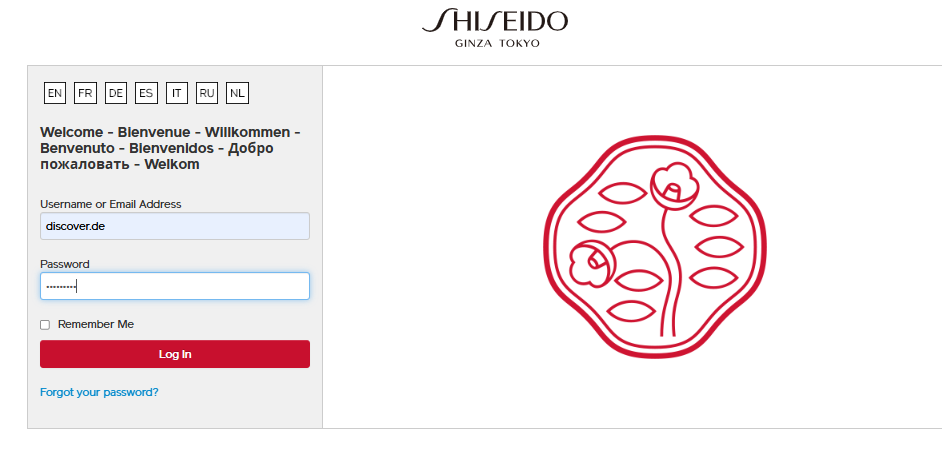 SHISEIDO
GINZA TOKYO
EN FR DE ES IT RU NL
Welcome - Bienvenue - Willkommen -
Benvenuto - Bienvenidos - Добро
пожаловать - Welkom
Username or Email Address
discover.de
Password
•••••••••
Remember Me
Log In
Forgot your password?